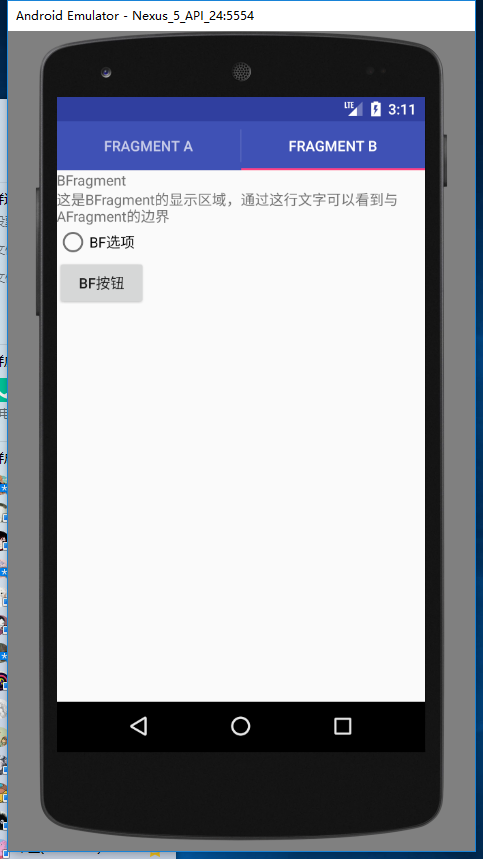 Android Emulator - Nexus_5_API_24:5554
LTE 3:11
FRAGMENT A FRAGMENT B
BFragment
这是BFragment的显示区域，通过这行文字可以看到与
AFragment的边界
BF选项
BF按钮